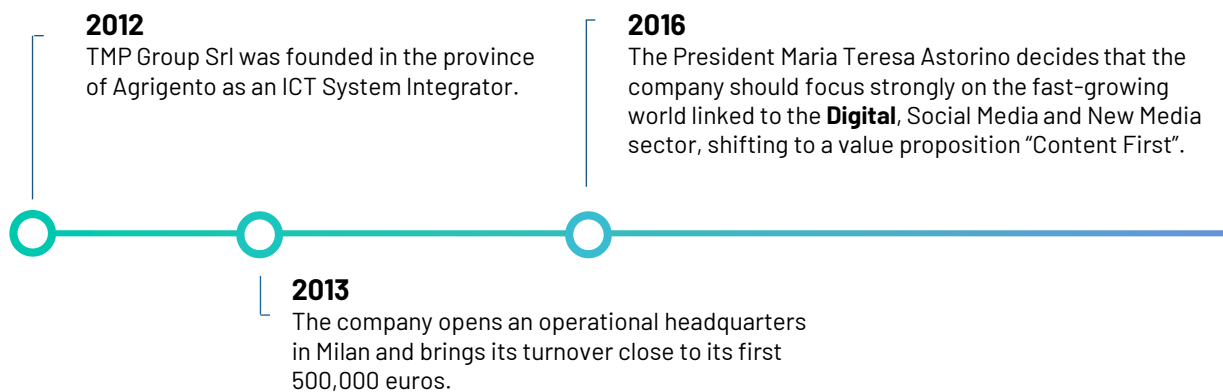 2012
TMP Group Srl was founded in the province
of Agrigento as an ICT System Integrator.
2016
The President Maria Teresa Astorino decides that the
company should focus strongly on the fast-growing
world linked to the Digital, Social Media and New Media
sector, shifting to a value proposition “Content First”.
2013
The company opens an operational headquarters
in Milan and brings its turnover close to its first
500,000 euros.